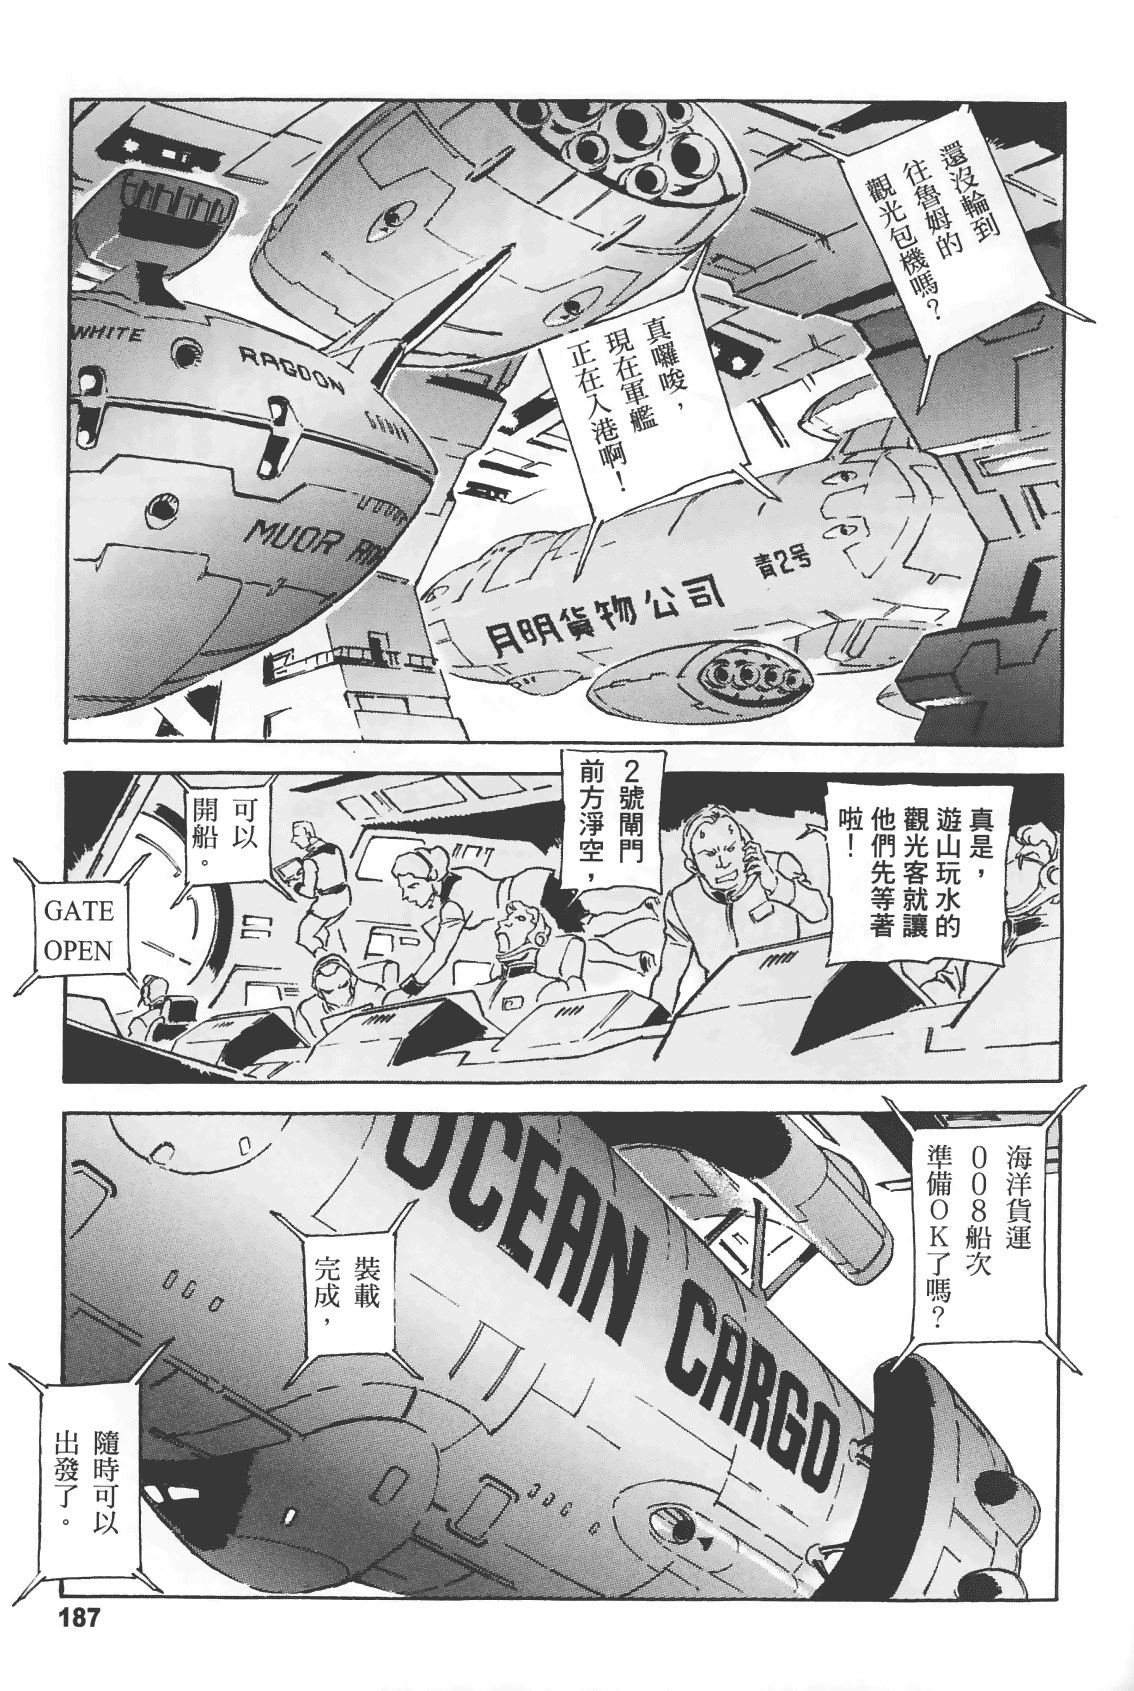 還沒輪到
往魯姆的
觀光包機嗎？
真囉唆，
現在軍艦
正在入港啊！
WHITE
RAGDON
MUOR
月明貨物公司
青2号
真是，
遊山玩水的
觀光客就讓
他們先等著
啦！
2號閘門
前方淨空，
可以
開船。
GATE
OPEN
海洋貨運
008船次
準備OK了嗎？
OCEAN CARGO
裝載
完成，
隨時可以
出發了。
187